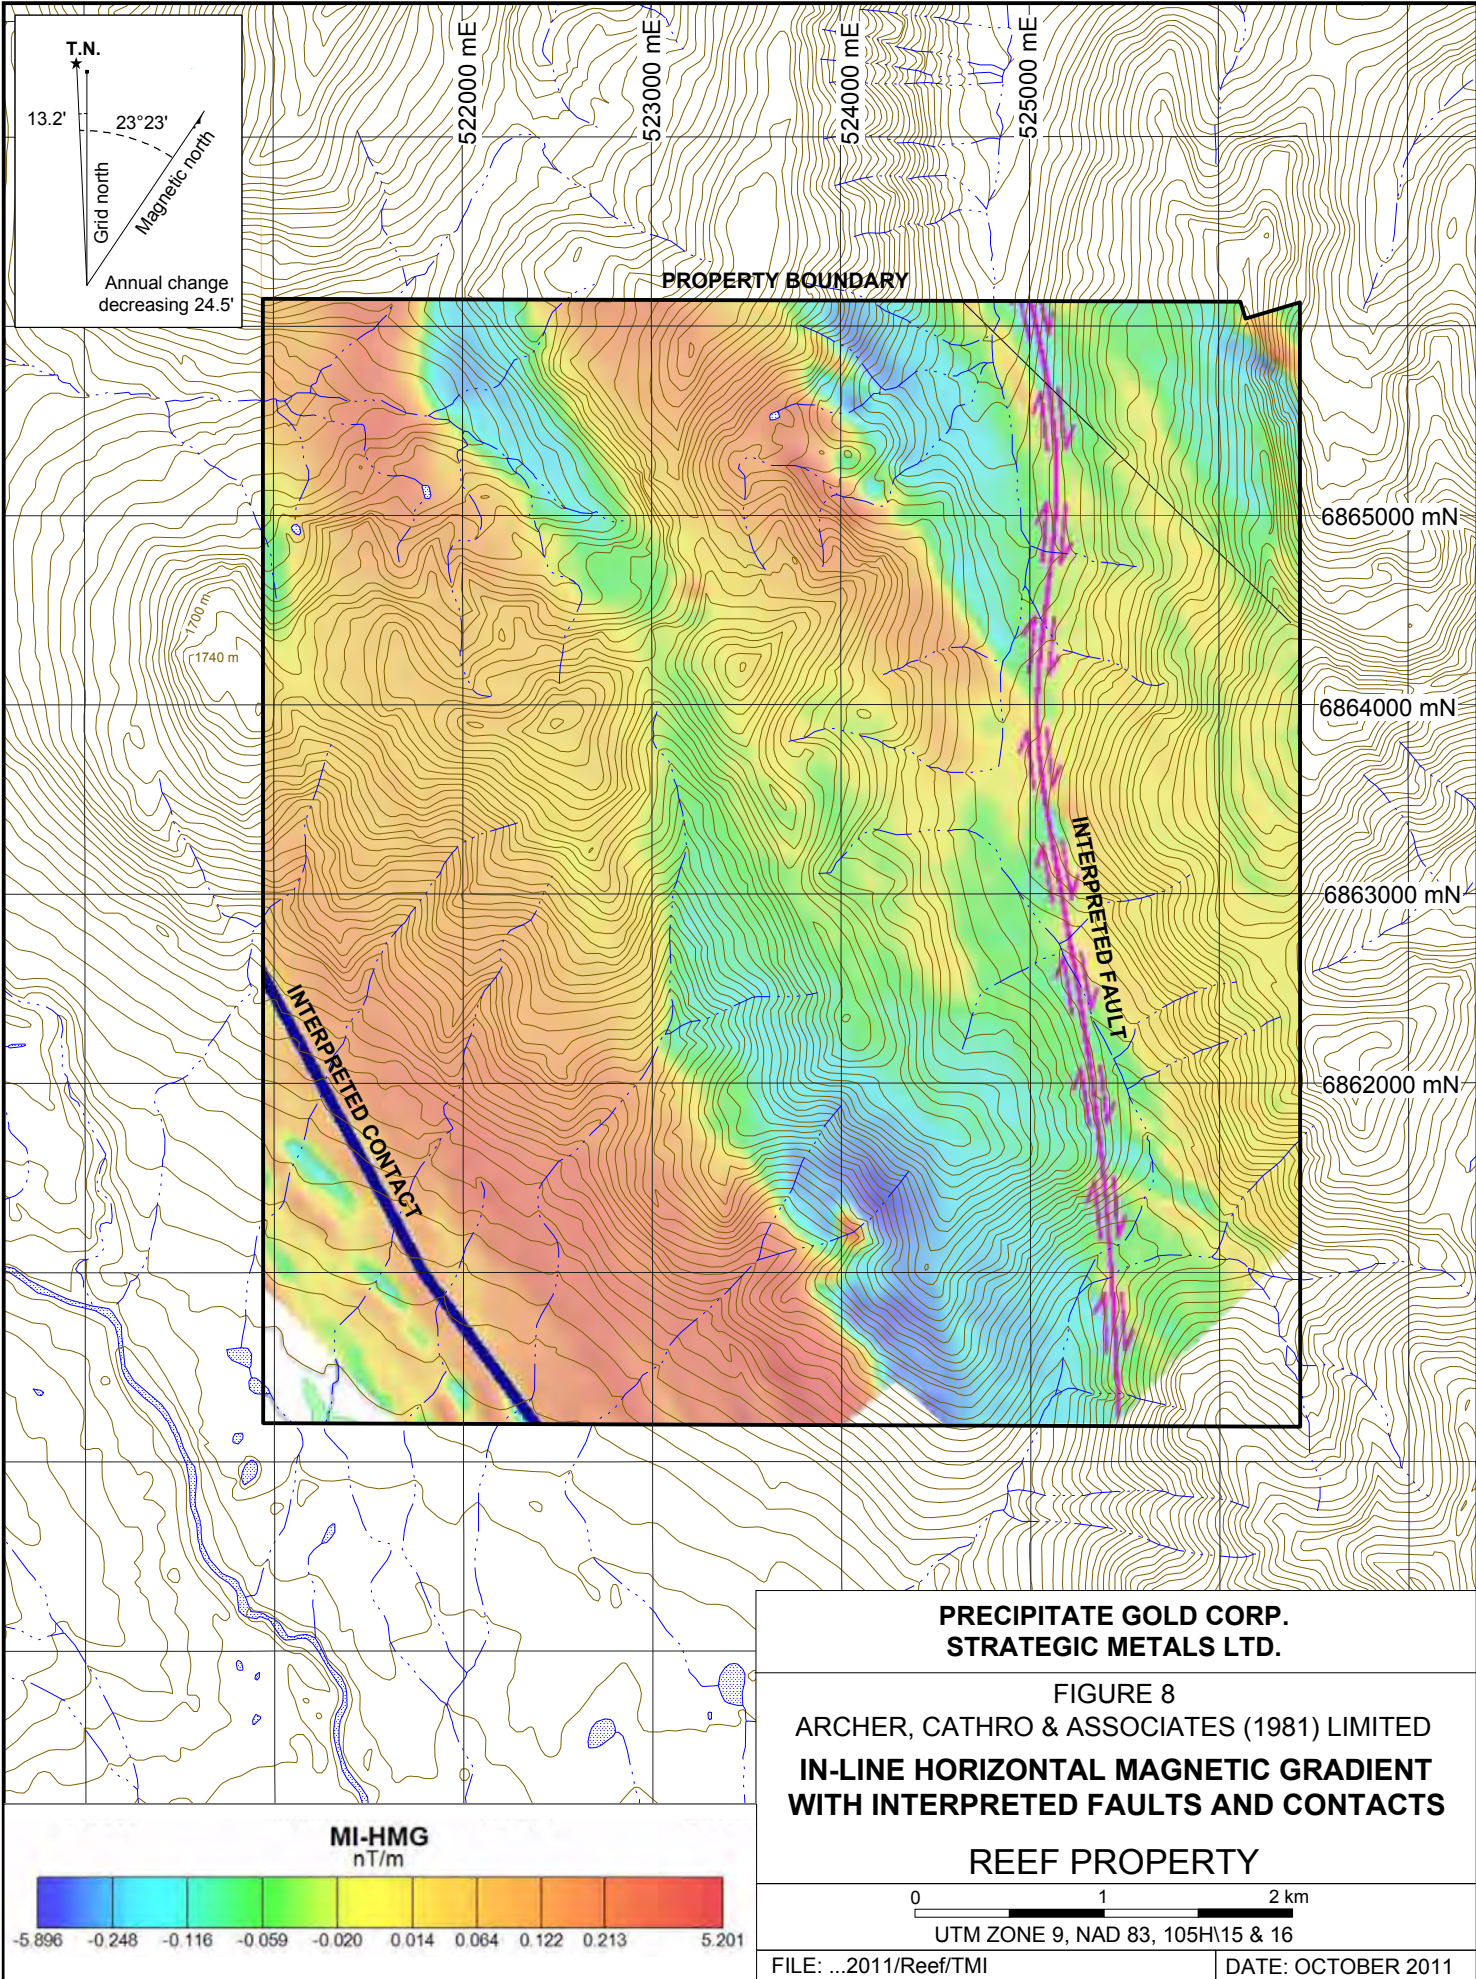 T.N.
13.2'
23°23'
Grid north
Magnetic north
Annual change
decreasing 24.5'
522000 mE
523000 mE
524000 mE
525000 mE
PROPERTY BOUNDARY
6865000 mN
1700 m
1740 m
6864000 mN
INTERPRETED FAULT
6863000 mN
INTERPRETED CONTACT
6862000 mN
PRECIPITATE GOLD CORP.
STRATEGIC METALS LTD.
FIGURE 8
ARCHER, CATHRO & ASSOCIATES (1981) LIMITED
IN-LINE HORIZONTAL MAGNETIC GRADIENT
WITH INTERPRETED FAULTS AND CONTACTS
REEF PROPERTY
0 1 2 km
UTM ZONE 9, NAD 83, 105H\15 & 16
FILE: ...2011/Reef/TMI
DATE: OCTOBER 2011
MI-HMG
nT/m
-5.896 -0.248 -0.116 -0.059 -0.020 0.014 0.064 0.122 0.213 5.201